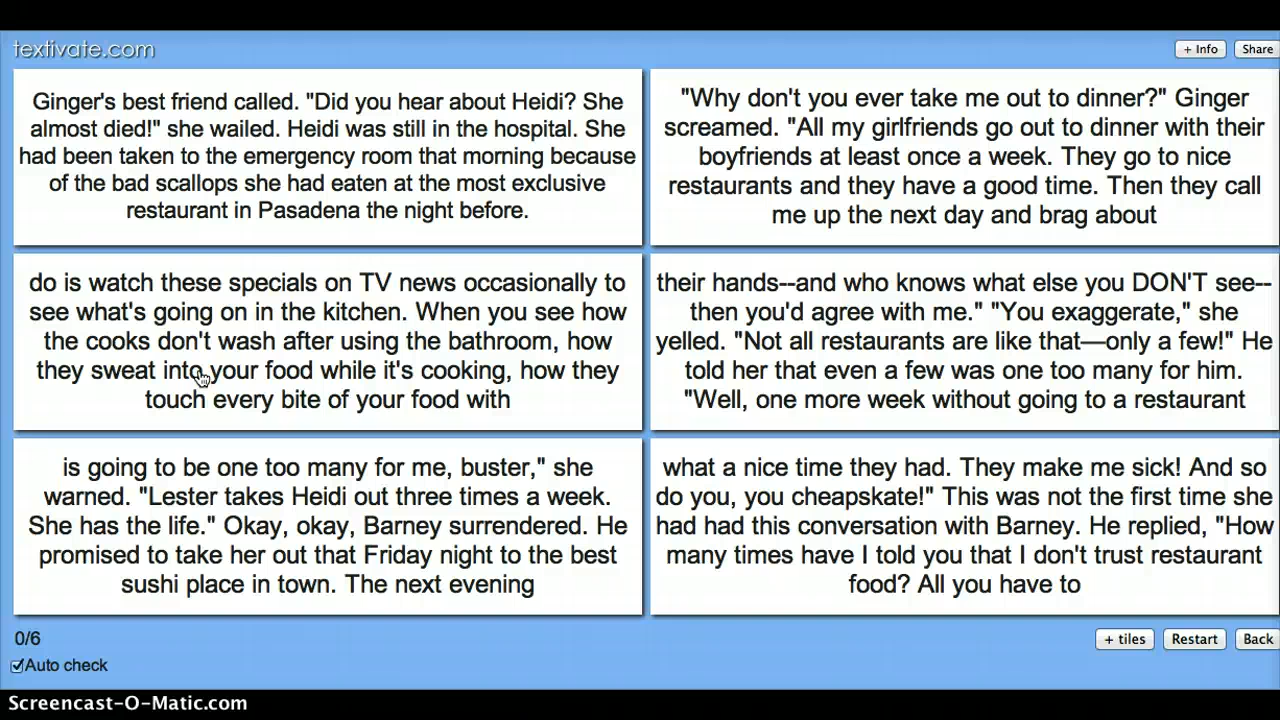 textivate.com
+ Info
Share
Ginger's best friend called. "Did you hear about Heidi? She
almost died!" she wailed. Heidi was still in the hospital. She
had been taken to the emergency room that morning because
of the bad scallops she had eaten at the most exclusive
restaurant in Pasadena the night before.
"Why don't you ever take me out to dinner?" Ginger
screamed. "All my girlfriends go out to dinner with their
boyfriends at least once a week. They go to nice
restaurants and they have a good time. Then they call
me up the next day and brag about
do is watch these specials on TV news occasionally to
see what's going on in the kitchen. When you see how
the cooks don't wash after using the bathroom, how
they sweat into your food while it's cooking, how they
touch every bite of your food with
their hands--and who knows what else you DON'T see--
then you'd agree with me." "You exaggerate," she
yelled. "Not all restaurants are like that—only a few!" He
told her that even a few was one too many for him.
"Well, one more week without going to a restaurant
is going to be one too many for me, buster," she
warned. "Lester takes Heidi out three times a week.
She has the life." Okay, okay, Barney surrendered. He
promised to take her out that Friday night to the best
sushi place in town. The next evening
what a nice time they had. They make me sick! And so
do you, you cheapskate!" This was not the first time she
had had this conversation with Barney. He replied, "How
many times have I told you that I don't trust restaurant
food? All you have to
0/6
+ tiles
Restart
Back
Auto check
Screencast-O-Matic.com